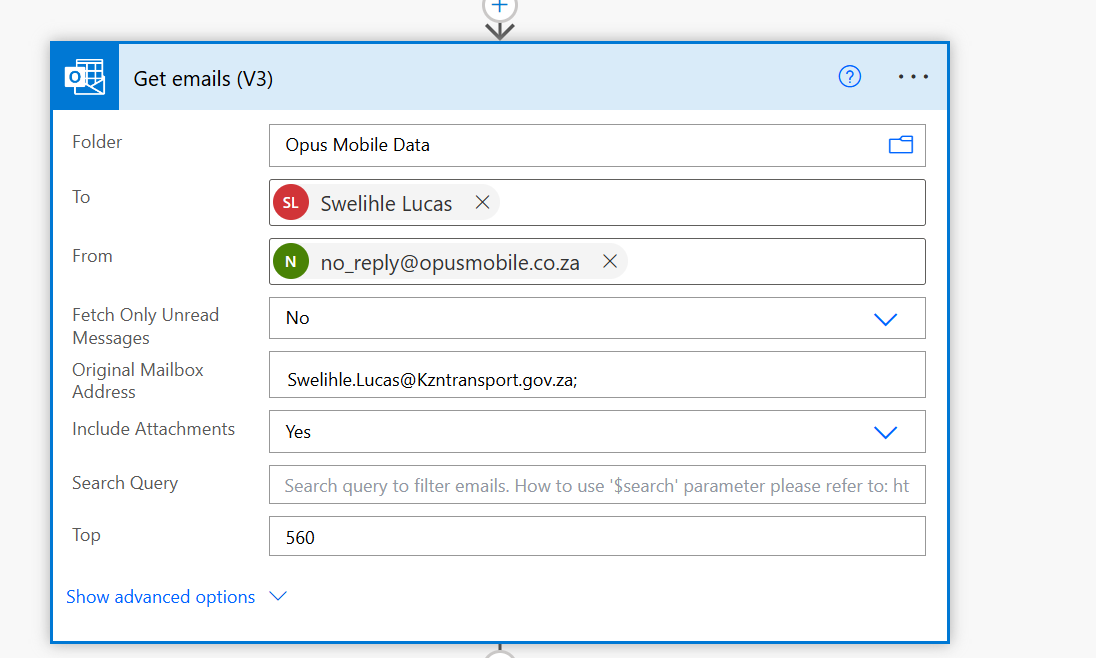 Get emails (V3)
Folder
Opus Mobile Data
To
SL Swelihle Lucas
From
N no_reply@opusmobile.co.za
Fetch Only Unread
Messages
No
Original Mailbox
Address
Swelihle.Lucas@Kzntransport.gov.za;
Include Attachments
Yes
Search Query
Search query to filter emails. How to use '$search' parameter please refer to: ht
Top
560
Show advanced options